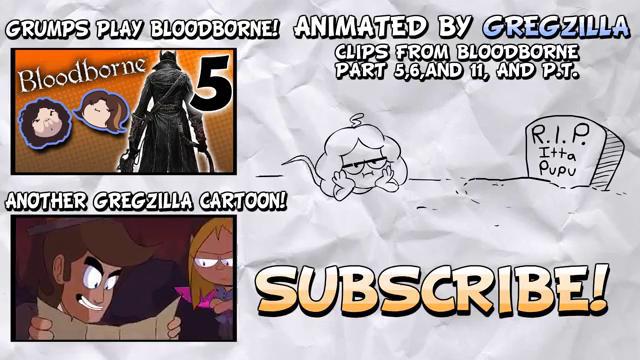 GRUMPS PLAY BLOODBORNE!
Bloodborne
5
ANOTHER GREGZILLA CARTOON!
ANIMATED BY GREGZILLA
CLIPS FROM BLOODBORNE
PART 5,6,AND 11, AND P.T.
R.I.P.
Itta
Pupu
SUBSCRIBE!